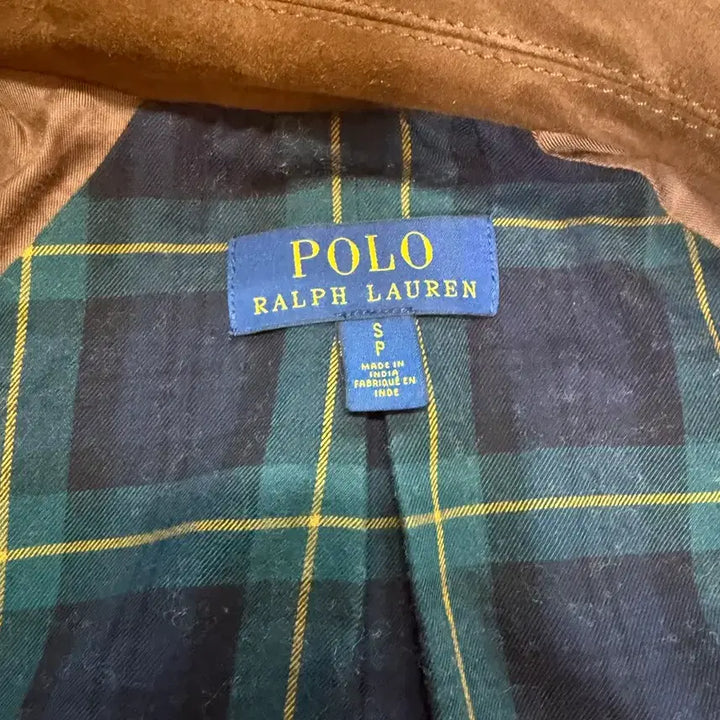 POLO
RALPH LAUREN
S
P
MADE IN
INDIA
FABRIQUÉ EN
INDE